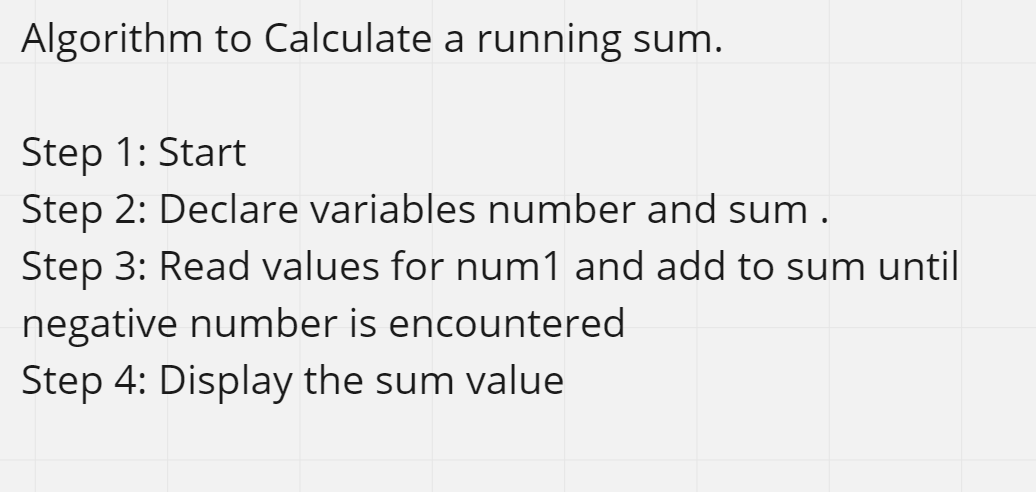 Algorithm to Calculate a running sum.
Step 1: Start
Step 2: Declare variables number and sum .
Step 3: Read values for num1 and add to sum until
negative number is encountered
Step 4: Display the sum value